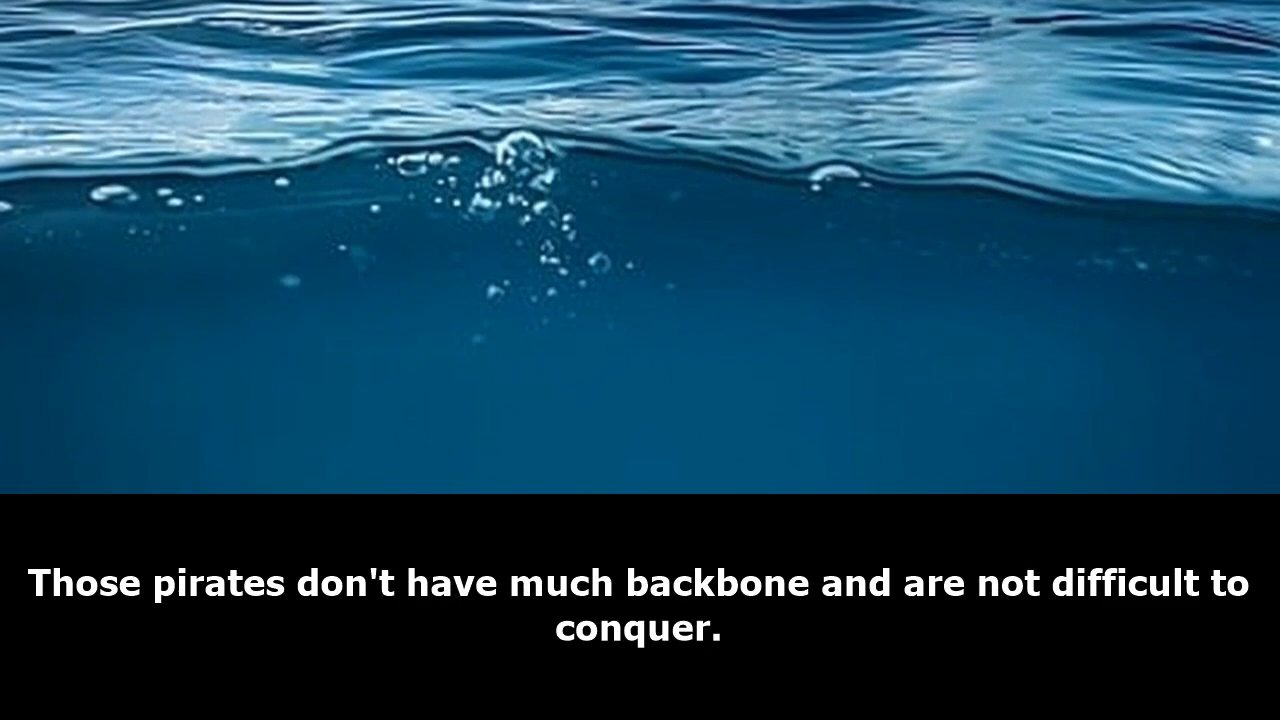 Those pirates don't have much backbone and are not difficult to
conquer.